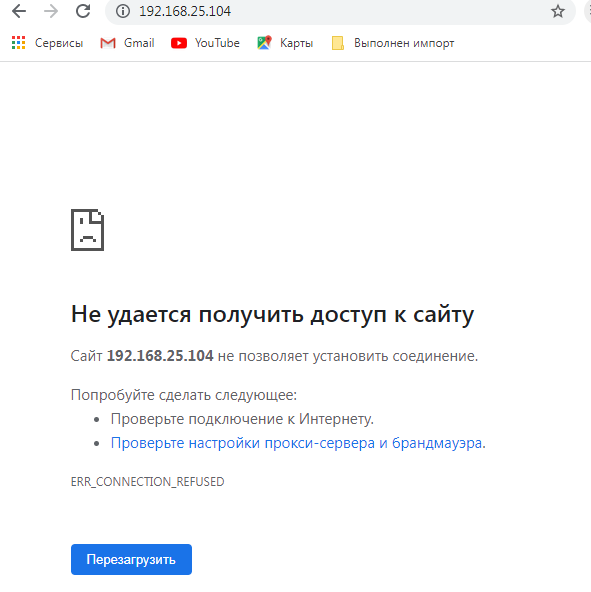 192.168.25.104
Сервисы Gmail YouTube Карты Выполнен импорт
Не удается получить доступ к сайту
Сайт 192.168.25.104 не позволяет установить соединение.
Попробуйте сделать следующее:
• Проверьте подключение к Интернету.
• Проверьте настройки прокси-сервера и брандмауэра.
ERR_CONNECTION_REFUSED
Перезагрузить